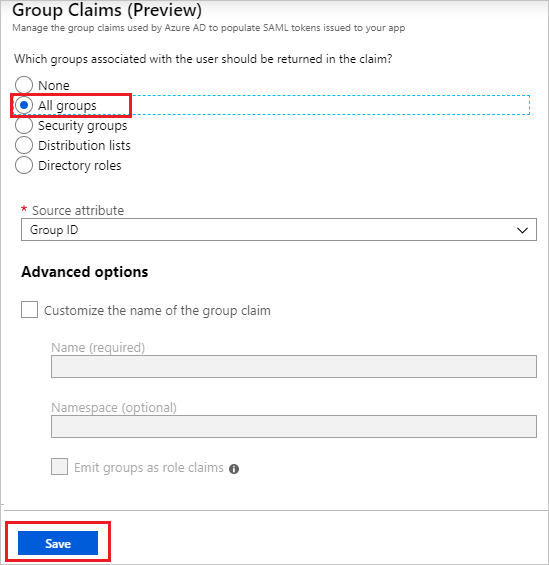 Group Claims (Preview)
Manage the group claims used by Azure AD to populate SAML tokens issued to your app
Which groups associated with the user should be returned in the claim?
None
All groups
Security groups
Distribution lists
Directory roles
* Source attribute
Group ID
Advanced options
Customize the name of the group claim
Name (required)
Namespace (optional)
Emit groups as role claims
Save